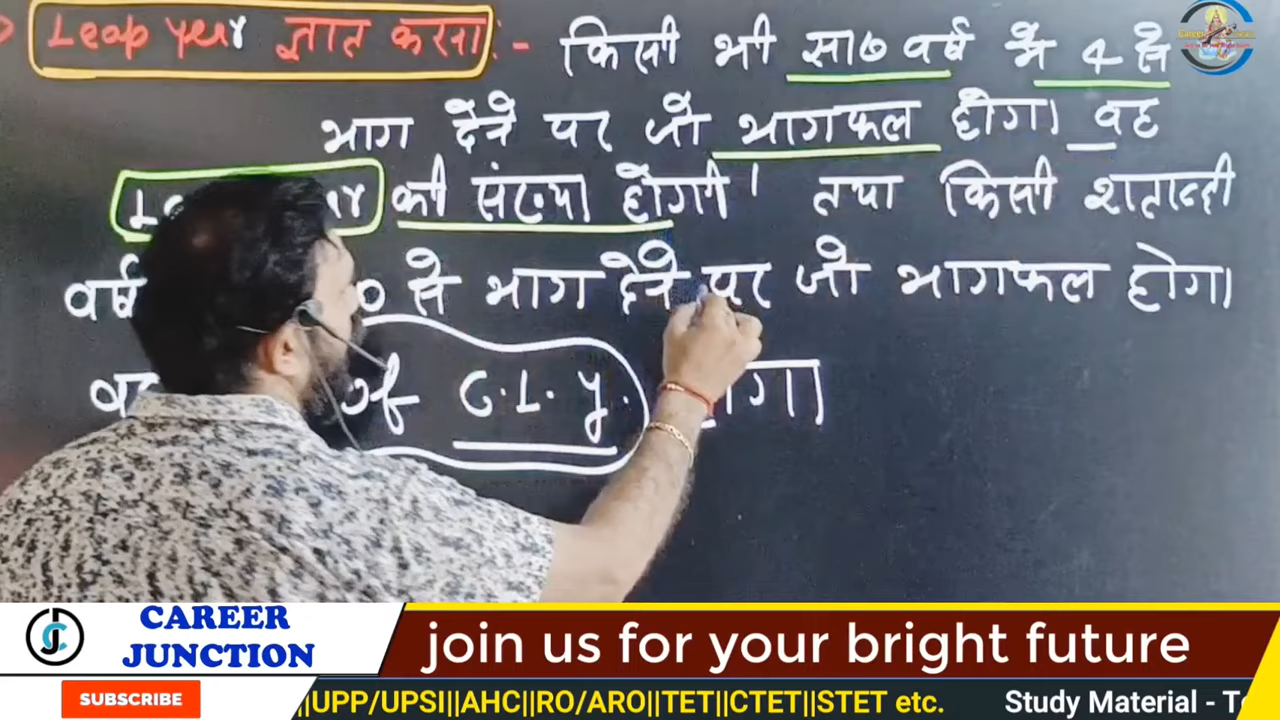 Leap year ज्ञात करना :- किसी भी सा० वर्ष में 4 से
भाग देने पर जो भागफल होगा वह
की संख्या होगी। तथा किसी शताब्दी
वर्ष से भाग देने पर जो भागफल होगा
of C.L.y.
CAREER
JUNCTION
join us for your bright future
SUBSCRIBE
||UPP/UPSI||AHC||RO/ARO||TET||CTET||STET etc. Study Material -